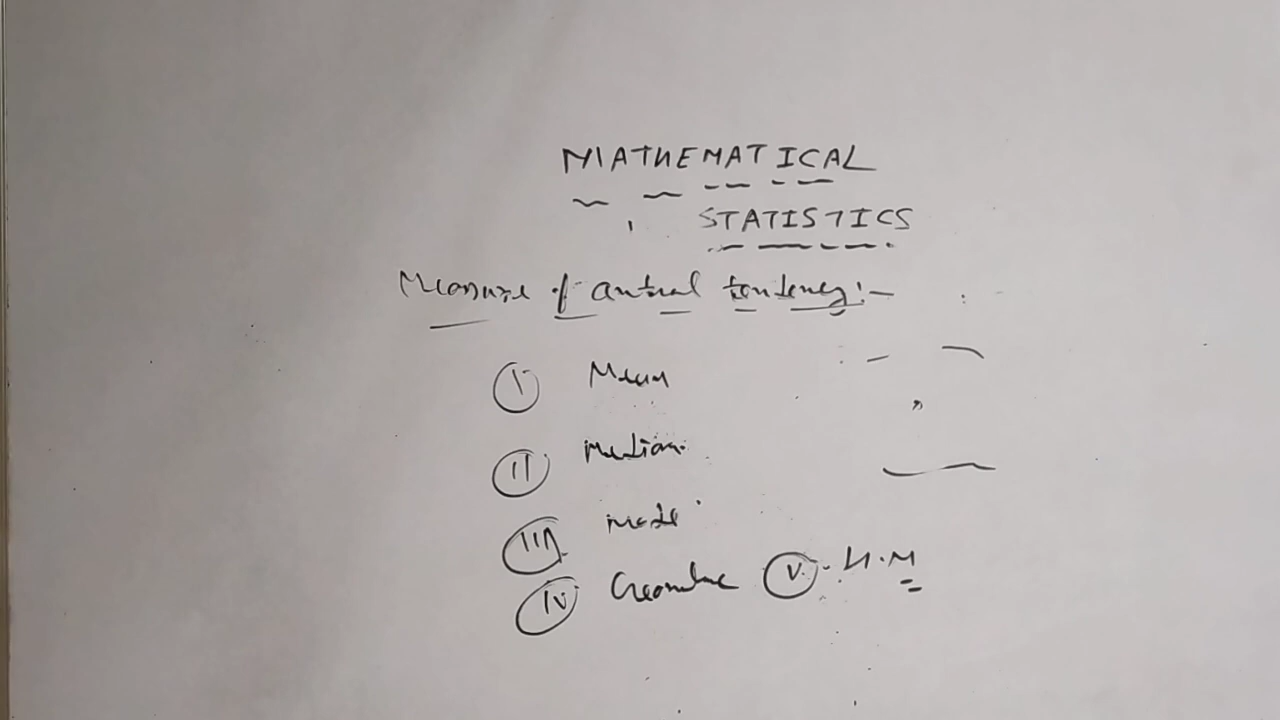 MATHEMATICAL
STATISTICS
Measure of central tendency:-
(I) Mean
(II) Median
(III) Mode
(IV) Geometric (V). H.M